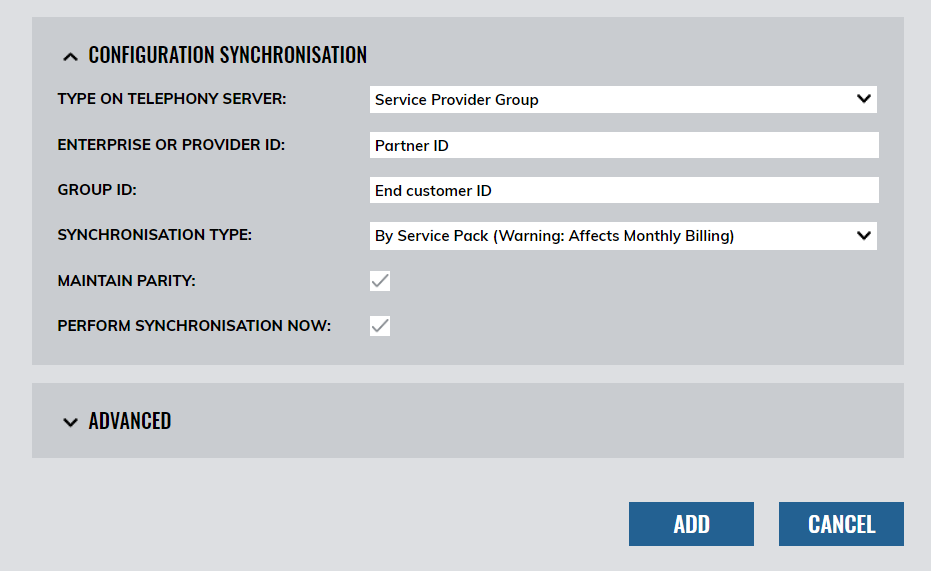 CONFIGURATION SYNCHRONISATION
TYPE ON TELEPHONY SERVER: Service Provider Group
ENTERPRISE OR PROVIDER ID: Partner ID
GROUP ID: End customer ID
SYNCHRONISATION TYPE: By Service Pack (Warning: Affects Monthly Billing)
MAINTAIN PARITY:
PERFORM SYNCHRONISATION NOW:
ADVANCED
ADD CANCEL